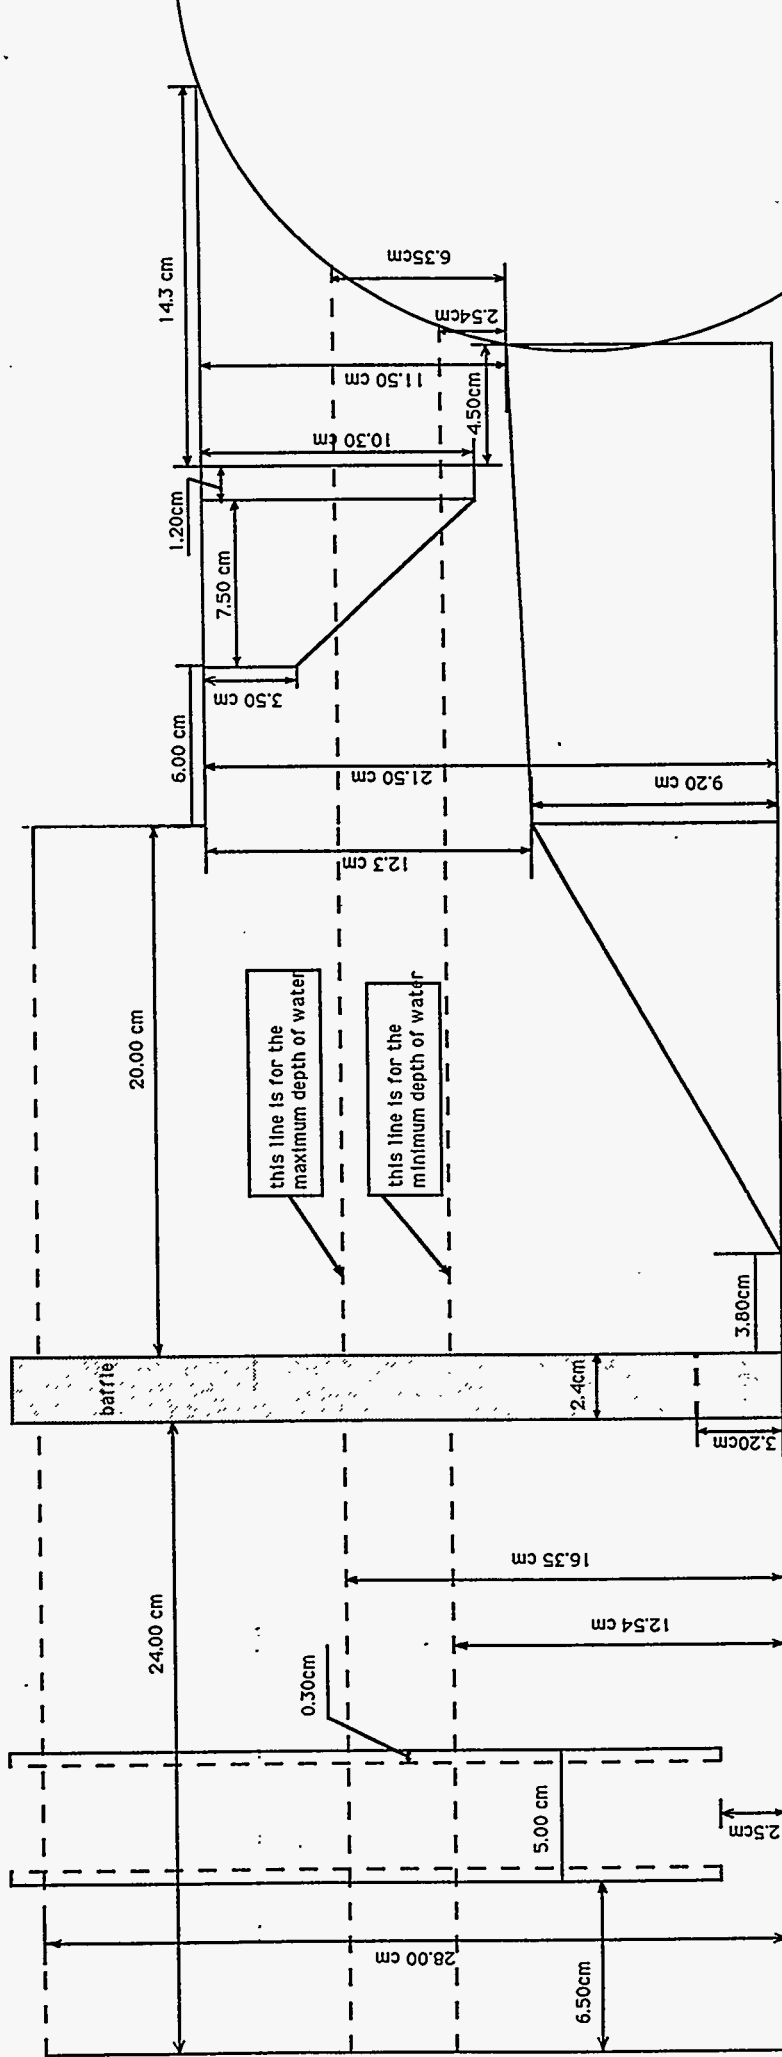 14.3 cm
6.35cm
2.54cm
11.50 cm
10.30 cm
4.50cm
1.20cm
7.50 cm
3.50 cm
6.00 cm
21.50 cm
9.20 cm
12.3 cm
20.00 cm
this line is for the
maximum depth of water
this line is for the
minimum depth of water
3.80cm
baffle
2.4cm
3.20cm
24.00 cm
16.35 cm
12.54 cm
0.30cm
5.00 cm
2.5cm
28.00 cm
6.50cm